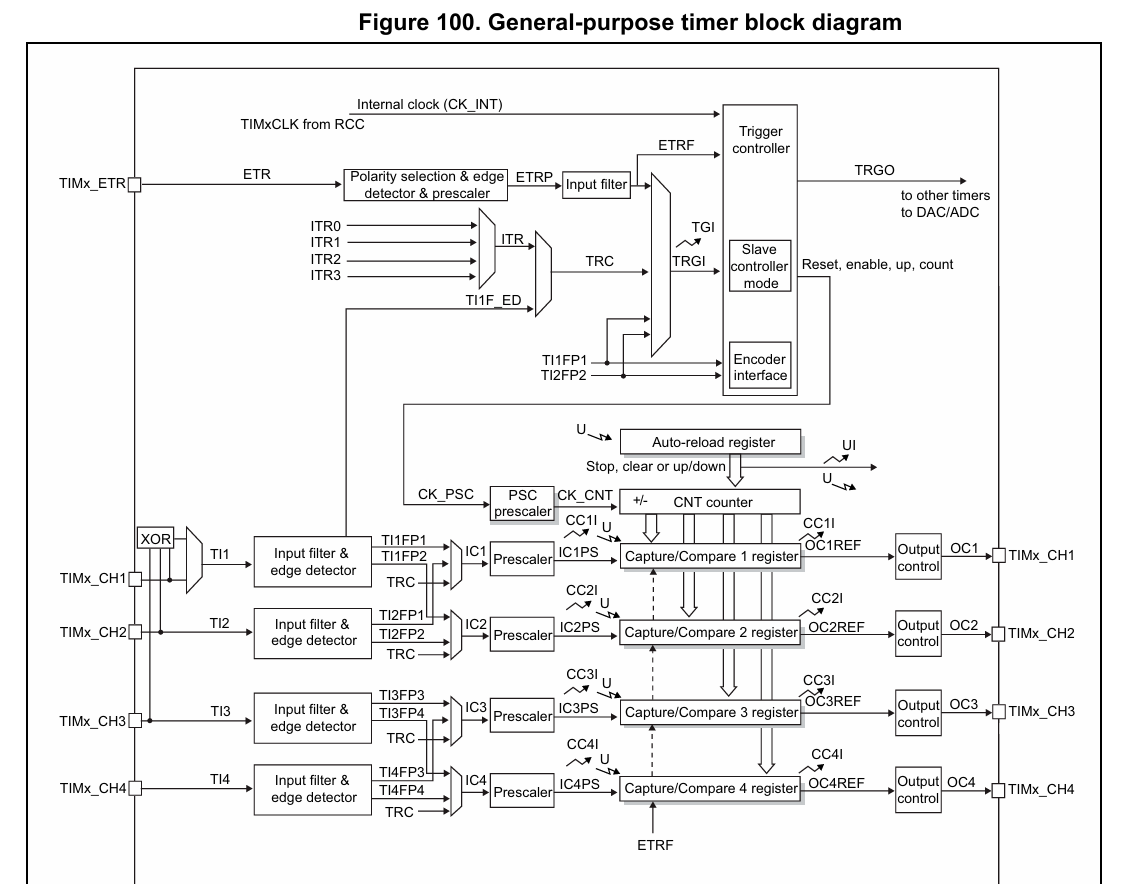 Figure 100. General-purpose timer block diagram
Internal clock (CK_INT)
TIMxCLK from RCC
Trigger
controller
ETRF
TIMx_ETR
ETR
Polarity selection & edge
detector & prescaler
ETRP
Input filter
TRGO
to other timers
to DAC/ADC
ITR0
ITR1
ITR2
ITR3
ITR
TRC
TGI
TRGI
Slave
controller
mode
Reset, enable, up, count
TI1F_ED
TI1FP1
TI2FP2
Encoder
interface
U
Auto-reload register
UI
Stop, clear or up/down
U
CK_PSC
PSC
prescaler
CK_CNT
+/-
CNT counter
XOR
TI1
TIMx_CH1
Input filter &
edge detector
TI1FP1
TI1FP2
TRC
IC1
Prescaler
CC1I
U
IC1PS
Capture/Compare 1 register
CC1I
OC1REF
Output
control
OC1
TIMx_CH1
TIMx_CH2
TI2
Input filter &
edge detector
TI2FP1
TI2FP2
TRC
IC2
Prescaler
CC2I
U
IC2PS
Capture/Compare 2 register
CC2I
OC2REF
Output
control
OC2
TIMx_CH2
TIMx_CH3
TI3
Input filter &
edge detector
TI3FP3
TI3FP4
TRC
IC3
Prescaler
CC3I
U
IC3PS
Capture/Compare 3 register
CC3I
OC3REF
Output
control
OC3
TIMx_CH3
TIMx_CH4
TI4
Input filter &
edge detector
TI4FP3
TI4FP4
TRC
IC4
Prescaler
CC4I
U
IC4PS
Capture/Compare 4 register
CC4I
OC4REF
Output
control
OC4
TIMx_CH4
ETRF